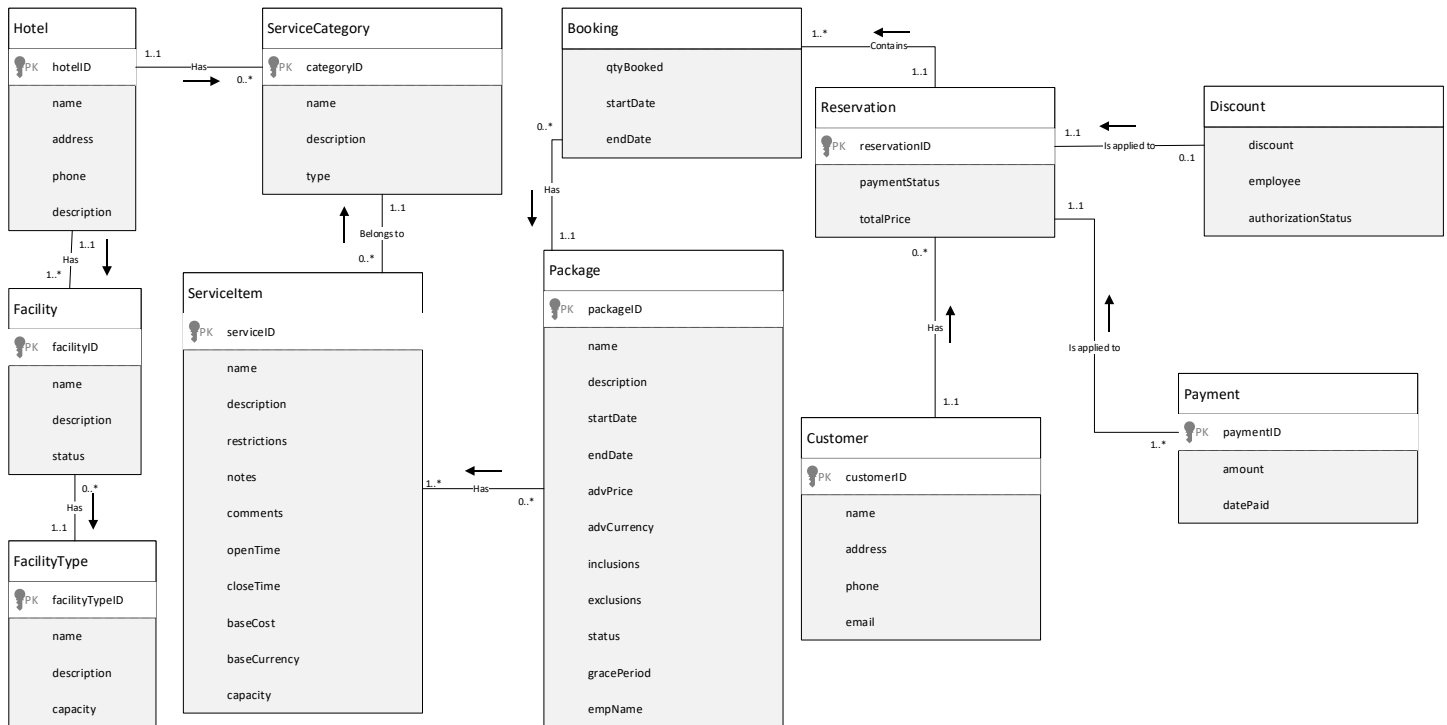 Hotel
PK hotelID
name
address
phone
description
1..1
Has
0..*
ServiceCategory
PK categoryID
name
description
type
1..1
Has
1..*
Facility
PK facilityID
name
description
status
0..*
Has
1..1
FacilityType
PK facilityTypeID
name
description
capacity
1..1
Belongs to
0..*
ServiceItem
PK serviceID
name
description
restrictions
notes
comments
openTime
closeTime
baseCost
baseCurrency
capacity
1..*
Has
0..*
Booking
qtyBooked
startDate
endDate
0..*
Has
1..1
Package
PK packageID
name
description
startDate
endDate
advPrice
advCurrency
inclusions
exclusions
status
gracePeriod
empName
1..*
Contains
1..1
Reservation
PK reservationID
paymentStatus
totalPrice
1..1
Is applied to
0..1
Discount
discount
employee
authorizationStatus
0..*
Has
1..1
Customer
PK customerID
name
address
phone
email
1..1
Is applied to
1..*
Payment
PK paymentID
amount
datePaid